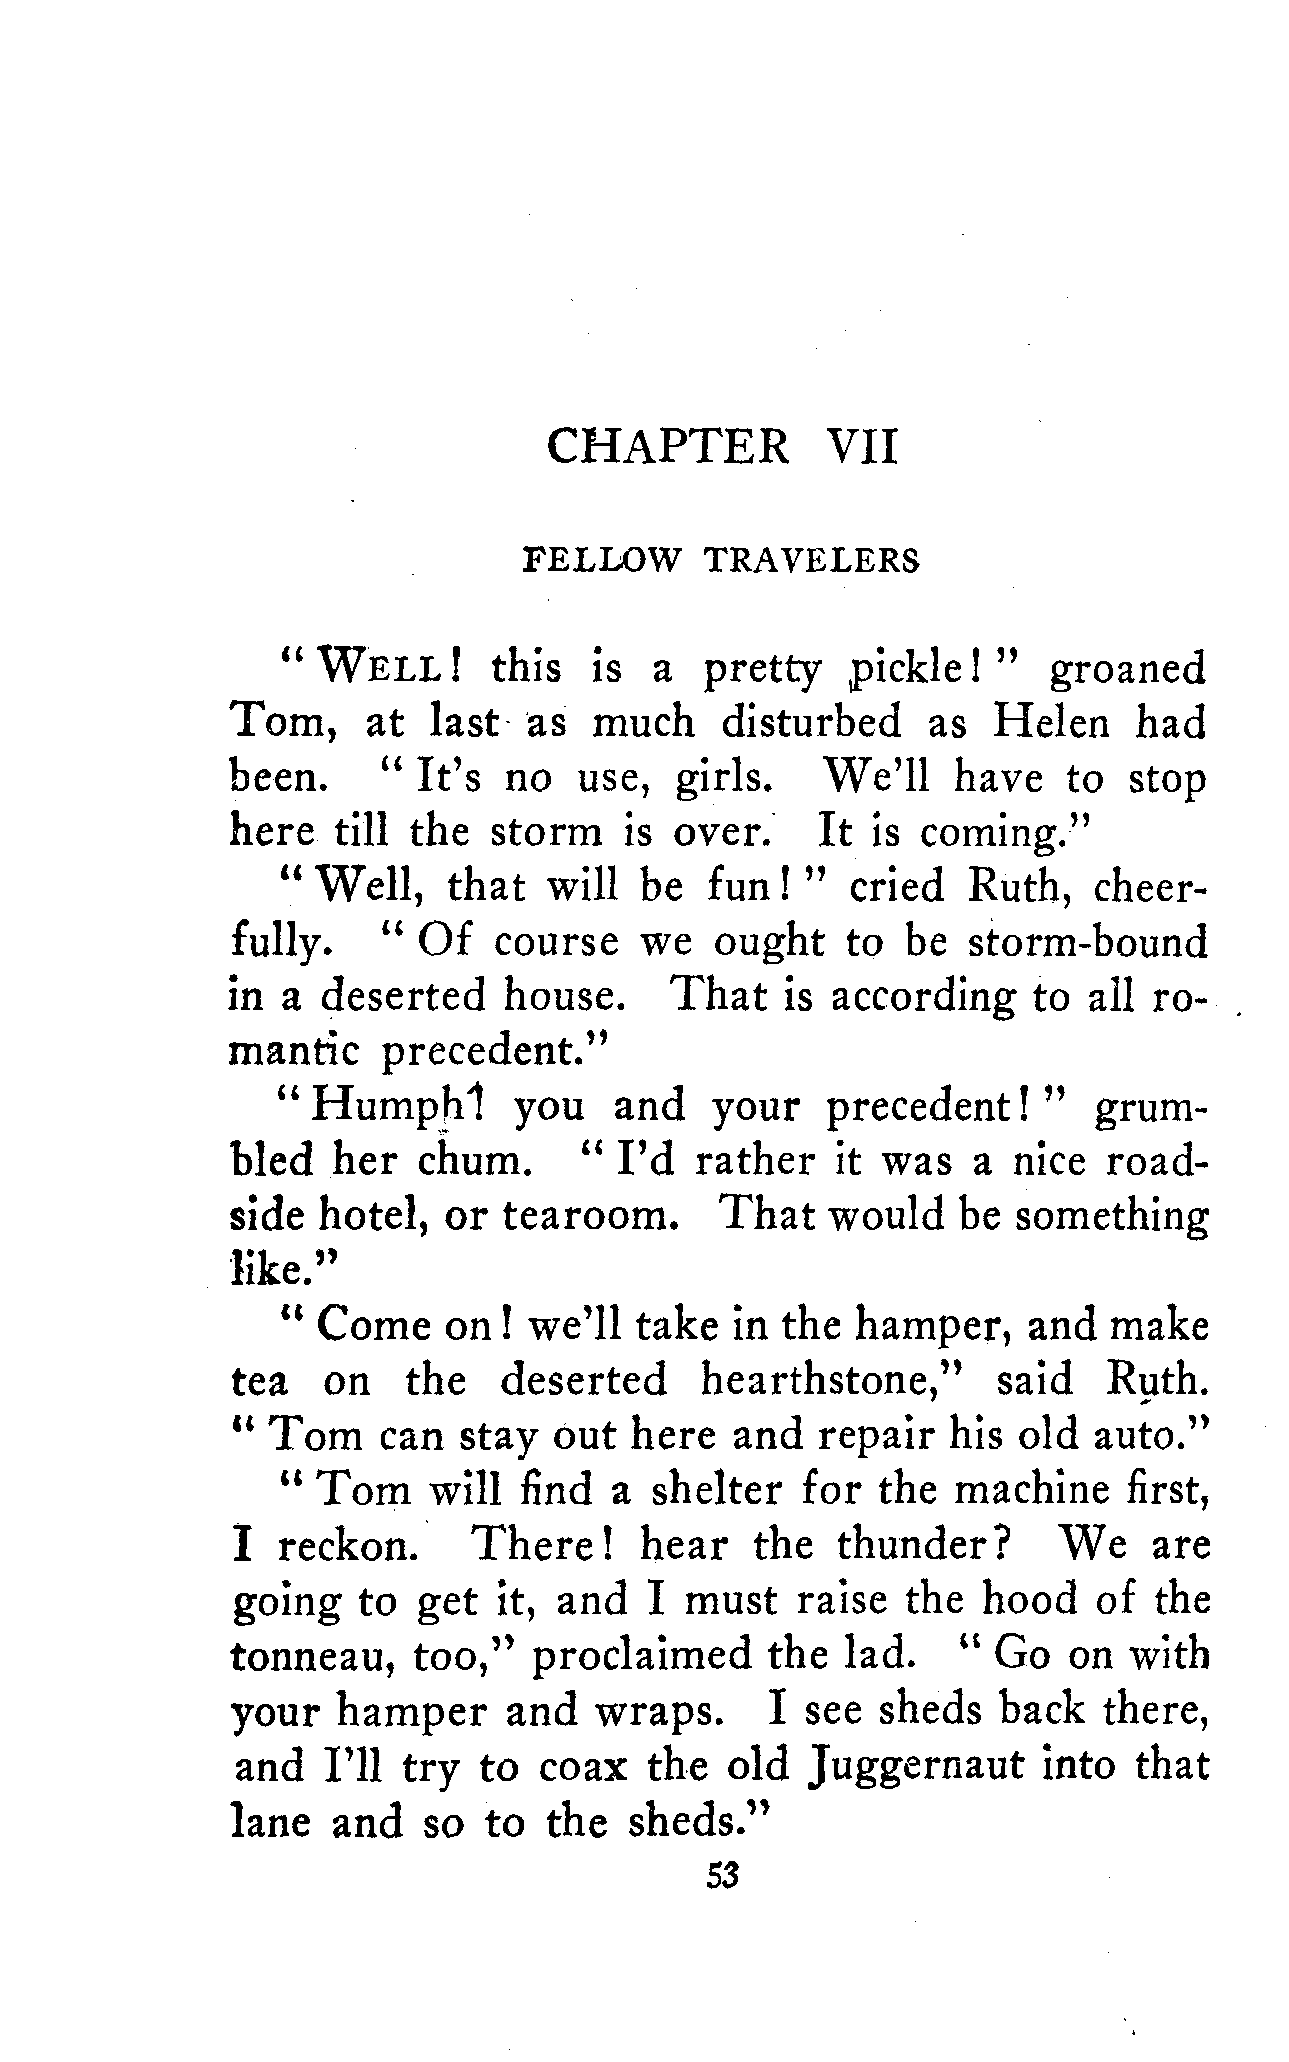 CHAPTER VII
FELLOW TRAVELERS
" WELL! this is a pretty pickle! " groaned
Tom, at last as much disturbed as Helen had
been. " It's no use, girls. We'll have to stop
here till the storm is over. It is coming."
" Well, that will be fun! " cried Ruth, cheer-
fully. " Of course we ought to be storm-bound
in a deserted house. That is according to all ro-
mantic precedent."
" Humph! you and your precedent! " grum-
bled her chum. " I'd rather it was a nice road-
side hotel, or tearoom. That would be something
like."
" Come on! we'll take in the hamper, and make
tea on the deserted hearthstone," said Ruth.
" Tom can stay out here and repair his old auto."
" Tom will find a shelter for the machine first,
I reckon. There! hear the thunder? We are
going to get it, and I must raise the hood of the
tonneau, too," proclaimed the lad. " Go on with
your hamper and wraps. I see sheds back there,
and I'll try to coax the old Juggernaut into that
lane and so to the sheds."
53